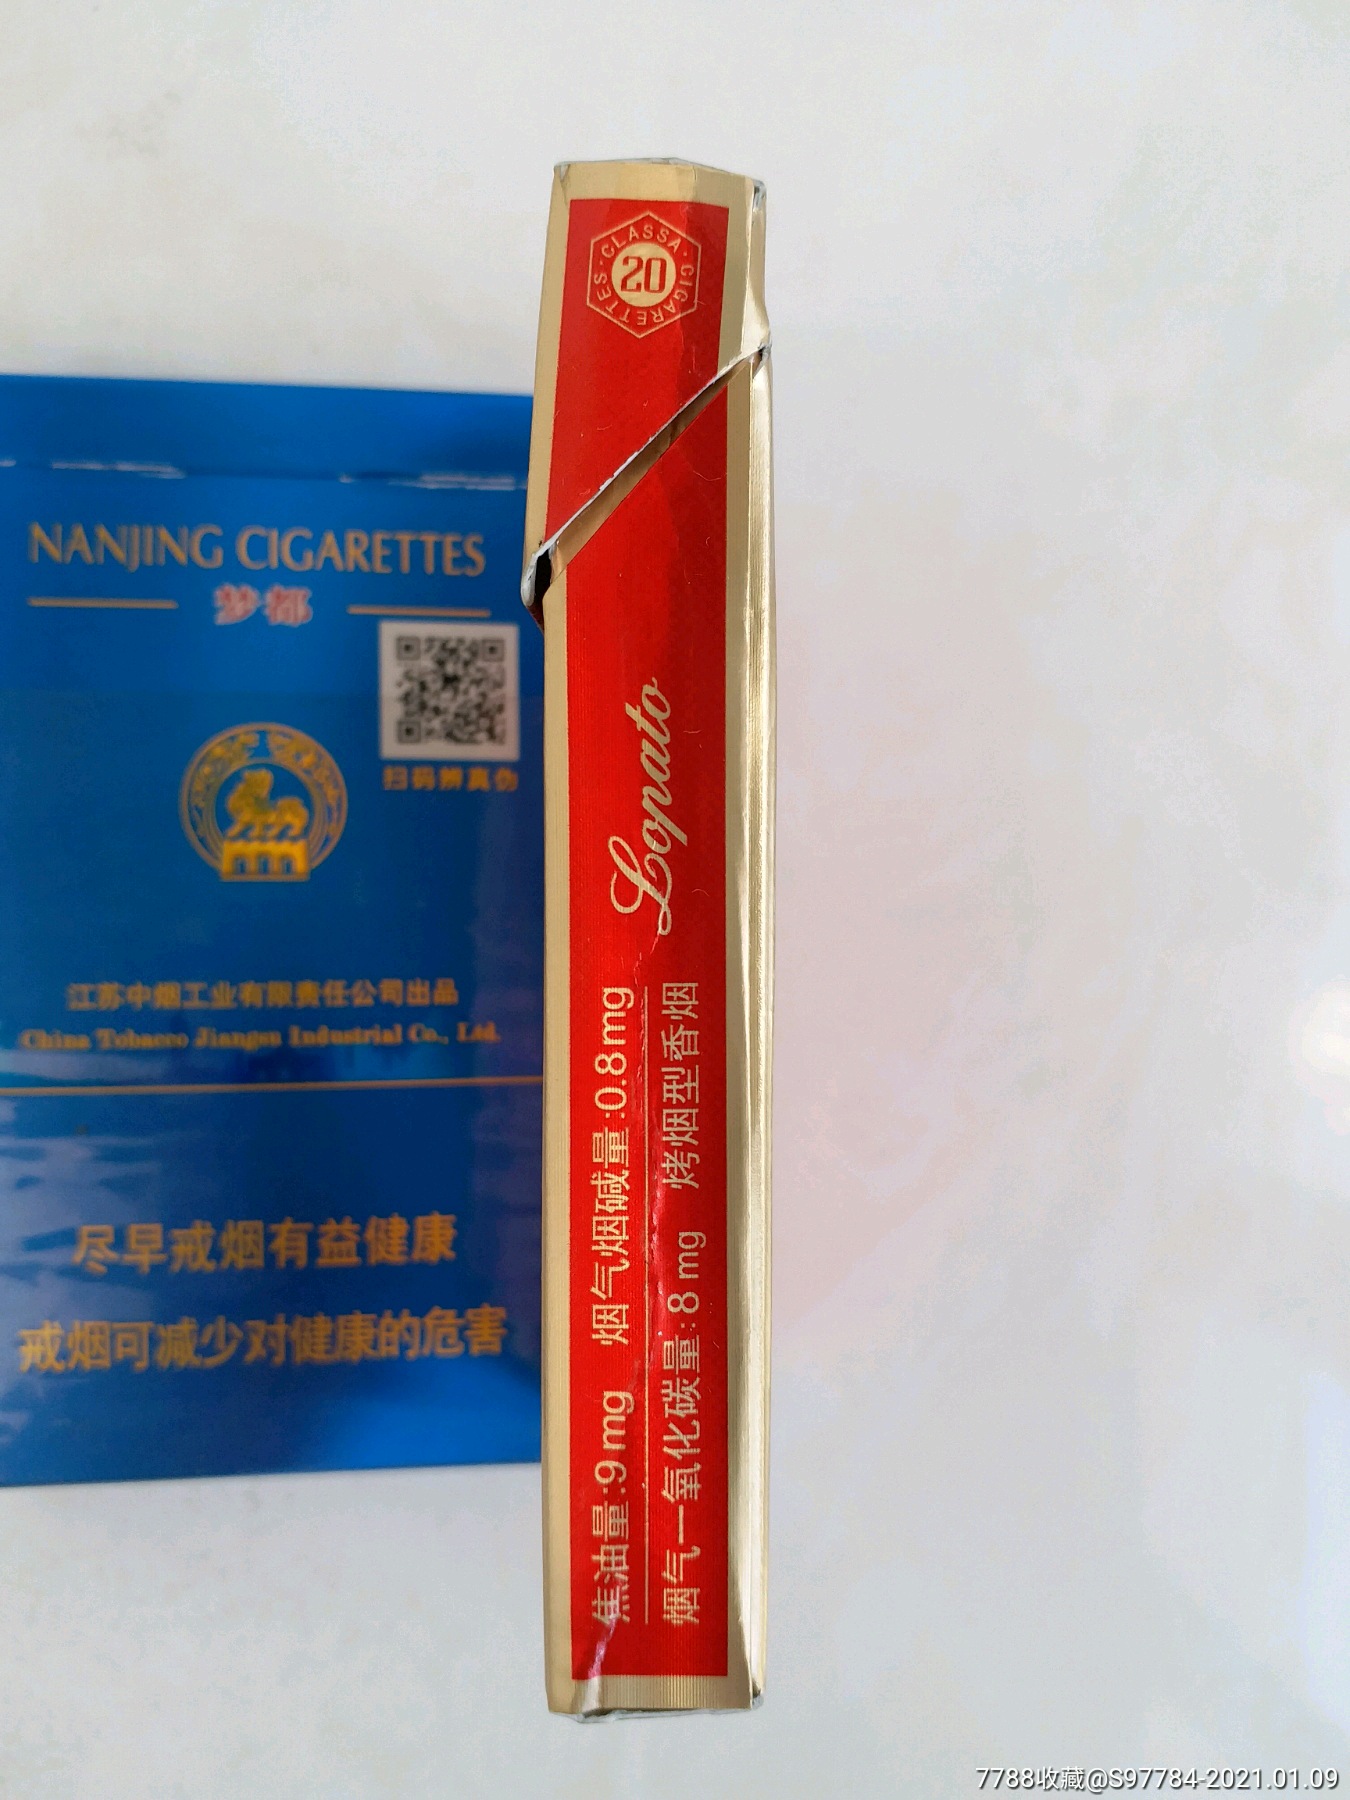 CLASSA · CIGARETTES ·
20
Lopato
焦油量:9mg 烟气烟碱量:0.8mg
烟气一氧化碳量:8mg 烤烟型香烟
NANJING CIGARETTES
梦都
扫码辨真伪
江苏中烟工业有限责任公司出品
China Tobacco Jiangsu Industrial Co., Ltd.
尽早戒烟有益健康
戒烟可减少对健康的危害
7788收藏@S97784-2021.01.09